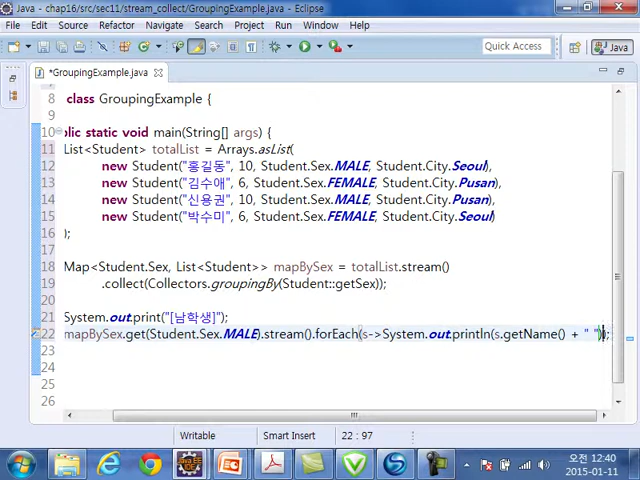 Java - chap16/src/sec11/stream_collect/GroupingExample.java - Eclipse
File Edit Source Refactor Navigate Search Project Run Window Help
Quick Access
Java
*GroupingExample.java
8 class GroupingExample {
9
10 blic static void main(String[] args) {
11 List<Student> totalList = Arrays.asList(
12 new Student("홍길동", 10, Student.Sex.MALE, Student.City.Seoul),
13 new Student("김수애", 6, Student.Sex.FEMALE, Student.City.Pusan),
14 new Student("신용권", 10, Student.Sex.MALE, Student.City.Pusan),
15 new Student("박수미", 6, Student.Sex.FEMALE, Student.City.Seoul)
16 );
17
18 Map<Student.Sex, List<Student>> mapBySex = totalList.stream()
19 .collect(Collectors.groupingBy(Student::getSex));
20
21 System.out.print("[남학생]");
22 mapBySex.get(Student.Sex.MALE).stream().forEach(s->System.out.println(s.getName() + " "));
23
24
25
26
Writable
Smart Insert
22 : 97
오전 12:40
2015-01-11